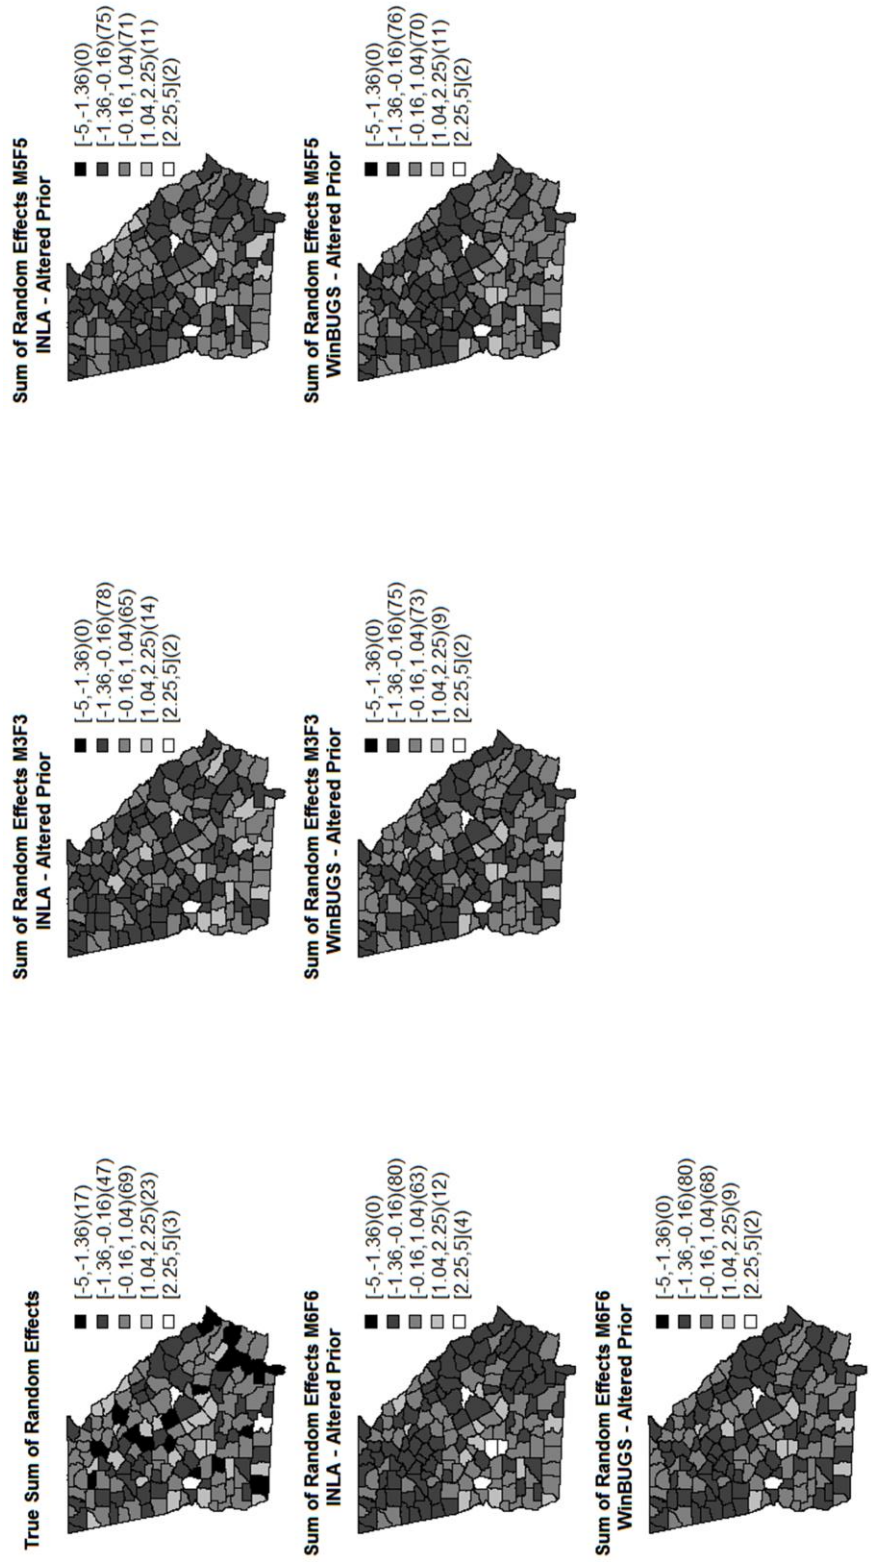 True Sum of Random Effects
[-5,-1.36)(17)
[-1.36,-0.16)(47)
[-0.16,1.04)(69)
[1.04,2.25)(23)
[2.25,5](3)
Sum of Random Effects M3F3
INLA - Altered Prior
[-5,-1.36)(0)
[-1.36,-0.16)(78)
[-0.16,1.04)(65)
[1.04,2.25)(14)
[2.25,5](2)
Sum of Random Effects M5F5
INLA - Altered Prior
[-5,-1.36)(0)
[-1.36,-0.16)(75)
[-0.16,1.04)(71)
[1.04,2.25)(11)
[2.25,5](2)
Sum of Random Effects M6F6
INLA - Altered Prior
[-5,-1.36)(0)
[-1.36,-0.16)(80)
[-0.16,1.04)(63)
[1.04,2.25)(12)
[2.25,5](4)
Sum of Random Effects M3F3
WinBUGS - Altered Prior
[-5,-1.36)(0)
[-1.36,-0.16)(75)
[-0.16,1.04)(73)
[1.04,2.25)(9)
[2.25,5](2)
Sum of Random Effects M5F5
WinBUGS - Altered Prior
[-5,-1.36)(0)
[-1.36,-0.16)(76)
[-0.16,1.04)(70)
[1.04,2.25)(11)
[2.25,5](2)
Sum of Random Effects M6F6
WinBUGS - Altered Prior
[-5,-1.36)(0)
[-1.36,-0.16)(80)
[-0.16,1.04)(68)
[1.04,2.25)(9)
[2.25,5](2)